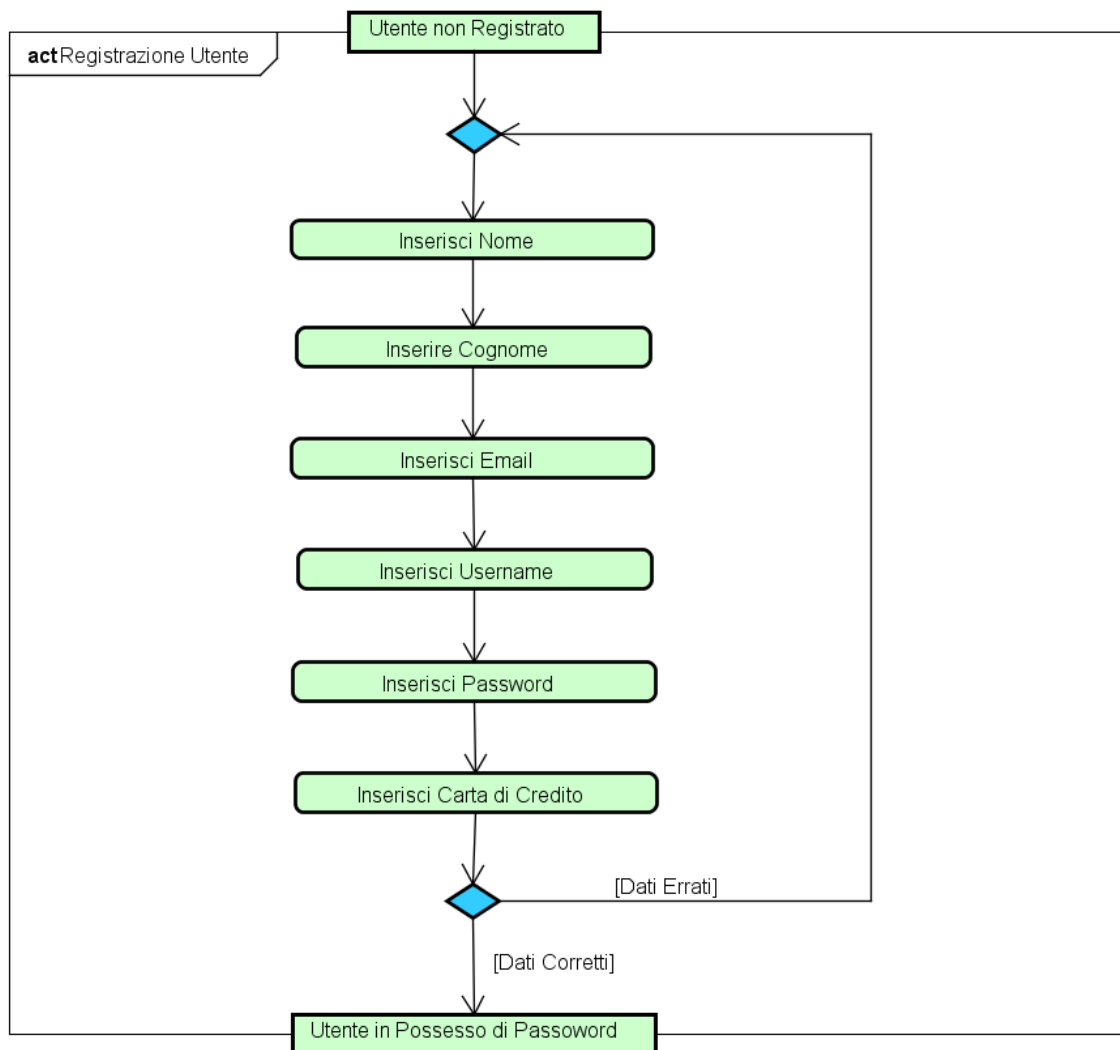 Utente non Registrato
act Registrazione Utente
Inserisci Nome
Inserire Cognome
Inserisci Email
Inserisci Username
Inserisci Password
Inserisci Carta di Credito
[Dati Errati]
[Dati Corretti]
Utente in Possesso di Passoword